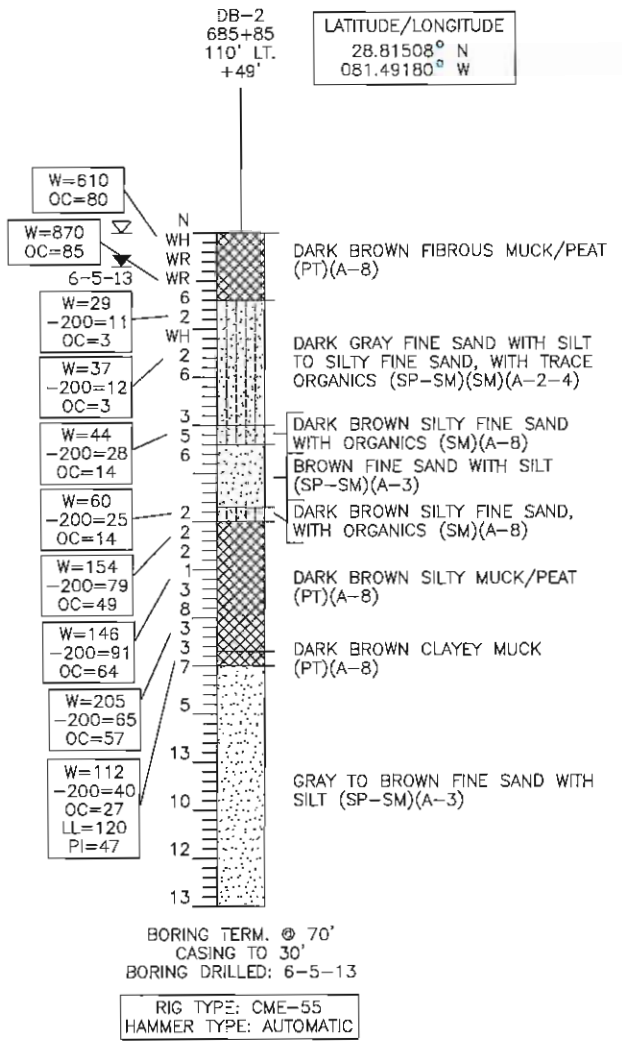 DB-2
685+85
110' LT.
+49'
LATITUDE/LONGITUDE
28.81508° N
081.49180° W
W=610
OC=80
W=870
OC=85
6-5-13
W=29
-200=11
OC=3
W=37
-200=12
OC=3
W=44
-200=28
OC=14
W=60
-200=25
OC=14
W=154
-200=79
OC=49
W=146
-200=91
OC=64
W=205
-200=65
OC=57
W=112
-200=40
OC=27
LL=120
PI=47
N
WH
WR
WR
6
2
WH
2
6
3
5
6
2
2
2
1
3
8
3
3
7
5
13
10
12
13
DARK BROWN FIBROUS MUCK/PEAT
(PT)(A-8)
DARK GRAY FINE SAND WITH SILT
TO SILTY FINE SAND, WITH TRACE
ORGANICS (SP-SM)(SM)(A-2-4)
DARK BROWN SILTY FINE SAND
WITH ORGANICS (SM)(A-8)
BROWN FINE SAND WITH SILT
(SP-SM)(A-3)
DARK BROWN SILTY FINE SAND,
WITH ORGANICS (SM)(A-8)
DARK BROWN SILTY MUCK/PEAT
(PT)(A-8)
DARK BROWN CLAYEY MUCK
(PT)(A-8)
GRAY TO BROWN FINE SAND WITH
SILT (SP-SM)(A-3)
BORING TERM. @ 70'
CASING TO 30'
BORING DRILLED: 6-5-13
RIG TYPE: CME-55
HAMMER TYPE: AUTOMATIC